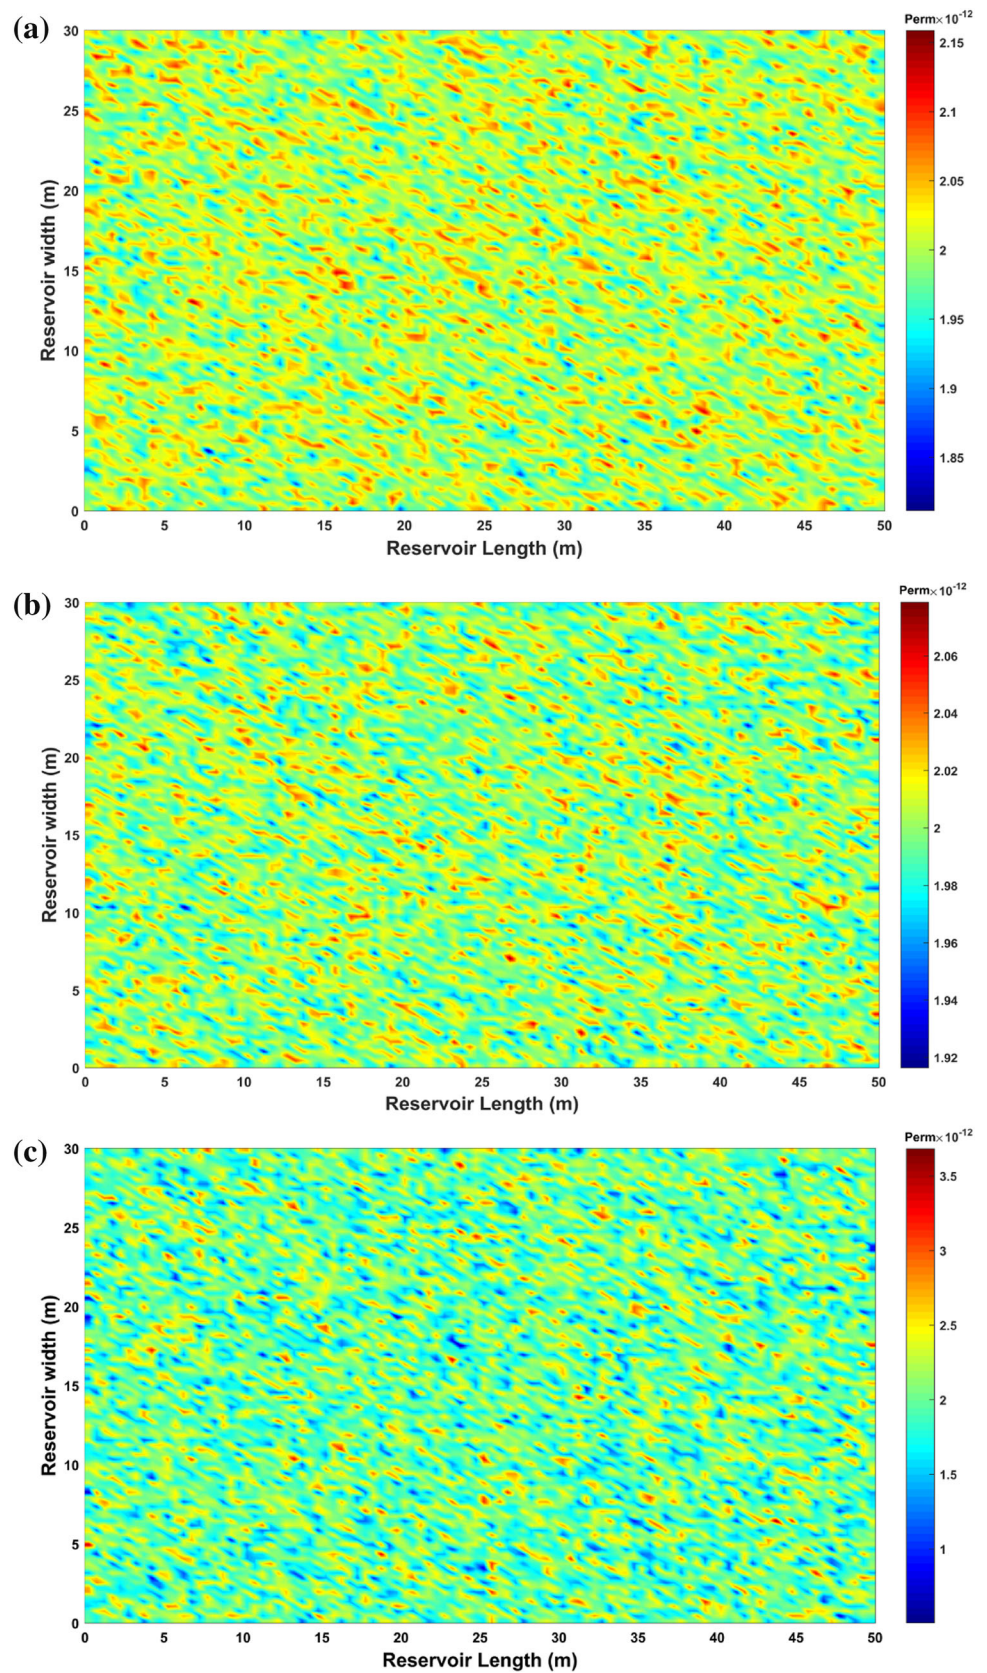 (a)
Perm×10⁻¹²
30
25
20
15
10
5
0
Reservoir width (m)
0 5 10 15 20 25 30 35 40 45 50
Reservoir Length (m)
2.15
2.1
2.05
2
1.95
1.9
1.85
(b)
Perm×10⁻¹²
30
25
20
15
10
5
0
Reservoir width (m)
0 5 10 15 20 25 30 35 40 45 50
Reservoir Length (m)
2.06
2.04
2.02
2
1.98
1.96
1.94
1.92
(c)
Perm×10⁻¹²
30
25
20
15
10
5
0
Reservoir width (m)
0 5 10 15 20 25 30 35 40 45 50
Reservoir Length (m)
3.5
3
2.5
2
1.5
1